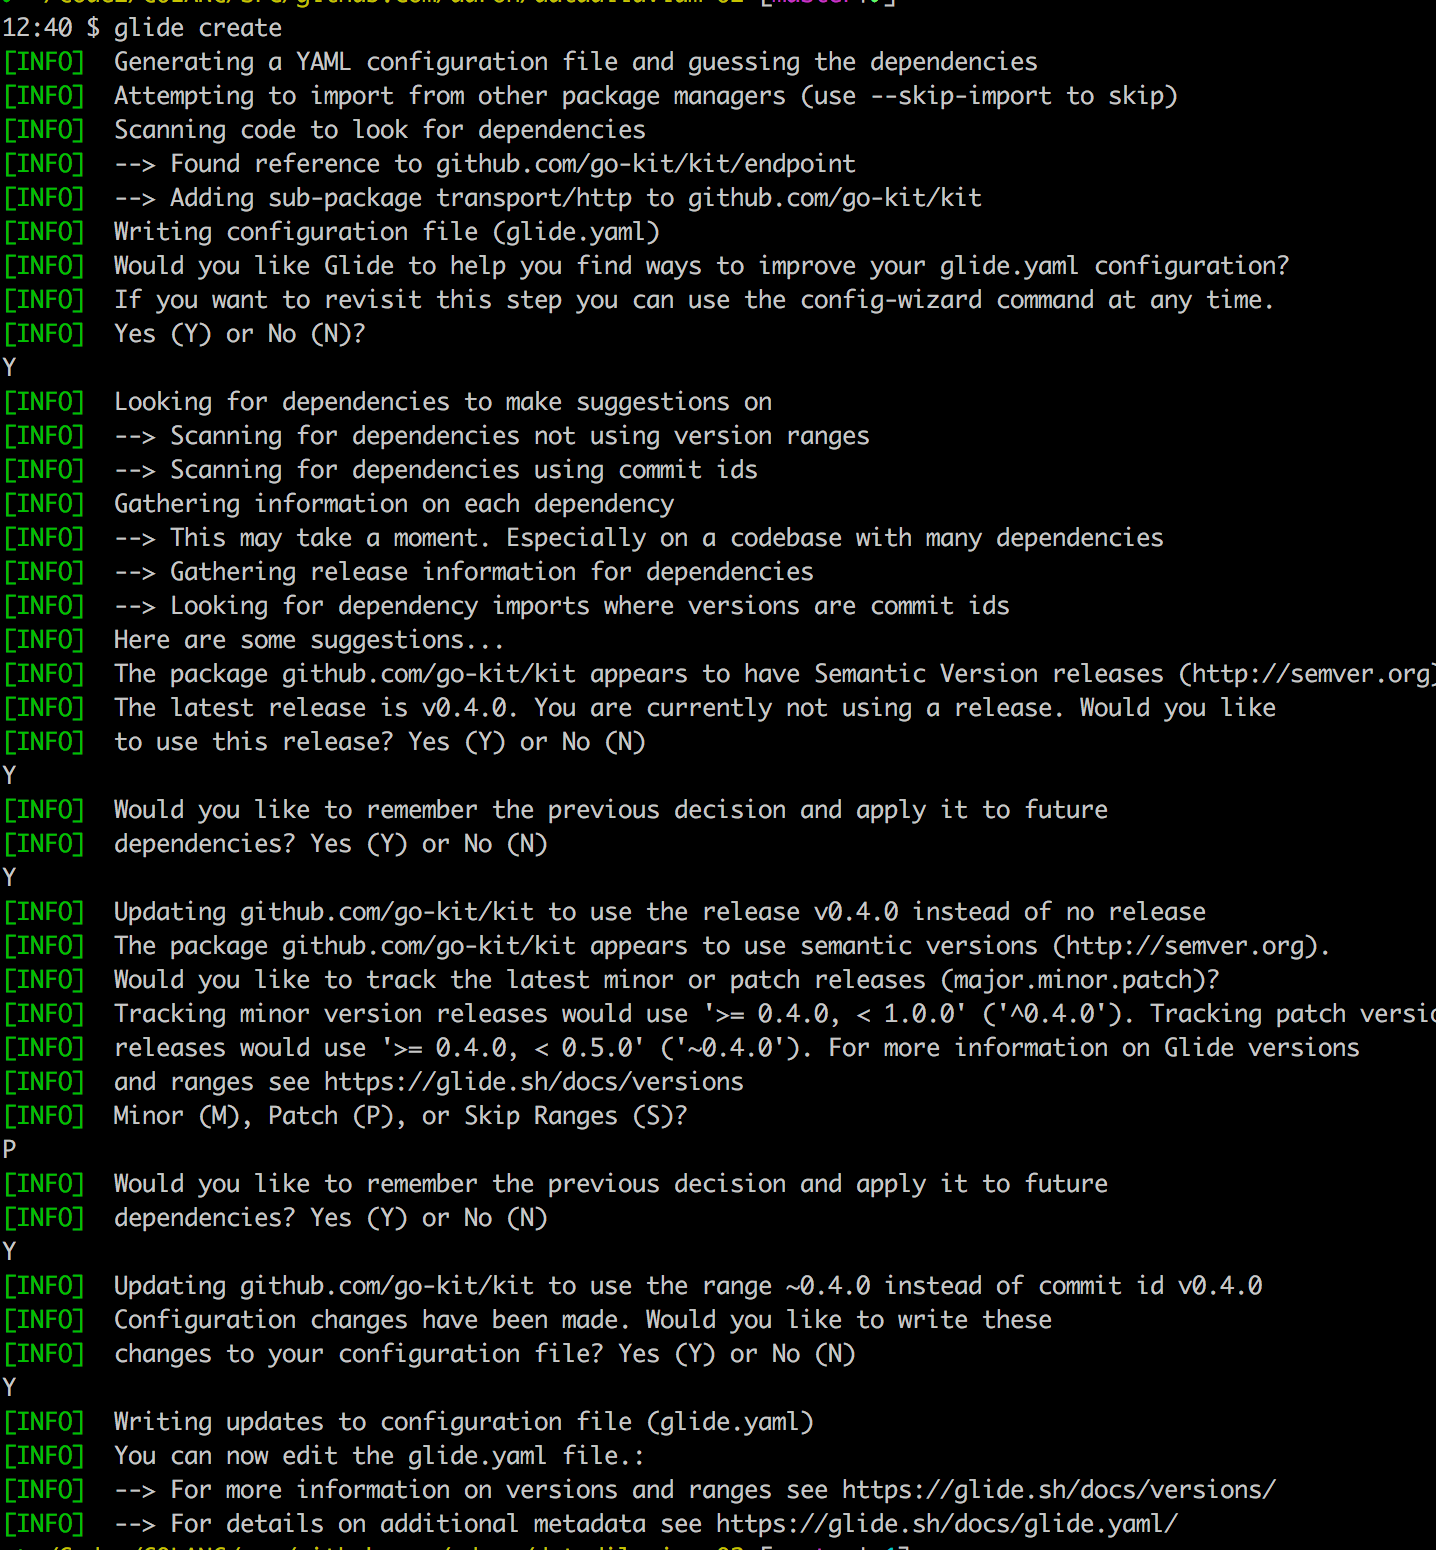 12:40 $ glide create
[INFO] Generating a YAML configuration file and guessing the dependencies
[INFO] Attempting to import from other package managers (use --skip-import to skip)
[INFO] Scanning code to look for dependencies
[INFO] --> Found reference to github.com/go-kit/kit/endpoint
[INFO] --> Adding sub-package transport/http to github.com/go-kit/kit
[INFO] Writing configuration file (glide.yaml)
[INFO] Would you like Glide to help you find ways to improve your glide.yaml configuration?
[INFO] If you want to revisit this step you can use the config-wizard command at any time.
[INFO] Yes (Y) or No (N)?
Y
[INFO] Looking for dependencies to make suggestions on
[INFO] --> Scanning for dependencies not using version ranges
[INFO] --> Scanning for dependencies using commit ids
[INFO] Gathering information on each dependency
[INFO] --> This may take a moment. Especially on a codebase with many dependencies
[INFO] --> Gathering release information for dependencies
[INFO] --> Looking for dependency imports where versions are commit ids
[INFO] Here are some suggestions...
[INFO] The package github.com/go-kit/kit appears to have Semantic Version releases (http://semver.org)
[INFO] The latest release is v0.4.0. You are currently not using a release. Would you like
[INFO] to use this release? Yes (Y) or No (N)
Y
[INFO] Would you like to remember the previous decision and apply it to future
[INFO] dependencies? Yes (Y) or No (N)
Y
[INFO] Updating github.com/go-kit/kit to use the release v0.4.0 instead of no release
[INFO] The package github.com/go-kit/kit appears to use semantic versions (http://semver.org).
[INFO] Would you like to track the latest minor or patch releases (major.minor.patch)?
[INFO] Tracking minor version releases would use '>= 0.4.0, < 1.0.0' ('^0.4.0'). Tracking patch versic
[INFO] releases would use '>= 0.4.0, < 0.5.0' ('~0.4.0'). For more information on Glide versions
[INFO] and ranges see https://glide.sh/docs/versions
[INFO] Minor (M), Patch (P), or Skip Ranges (S)?
P
[INFO] Would you like to remember the previous decision and apply it to future
[INFO] dependencies? Yes (Y) or No (N)
Y
[INFO] Updating github.com/go-kit/kit to use the range ~0.4.0 instead of commit id v0.4.0
[INFO] Configuration changes have been made. Would you like to write these
[INFO] changes to your configuration file? Yes (Y) or No (N)
Y
[INFO] Writing updates to configuration file (glide.yaml)
[INFO] You can now edit the glide.yaml file.:
[INFO] --> For more information on versions and ranges see https://glide.sh/docs/versions/
[INFO] --> For details on additional metadata see https://glide.sh/docs/glide.yaml/